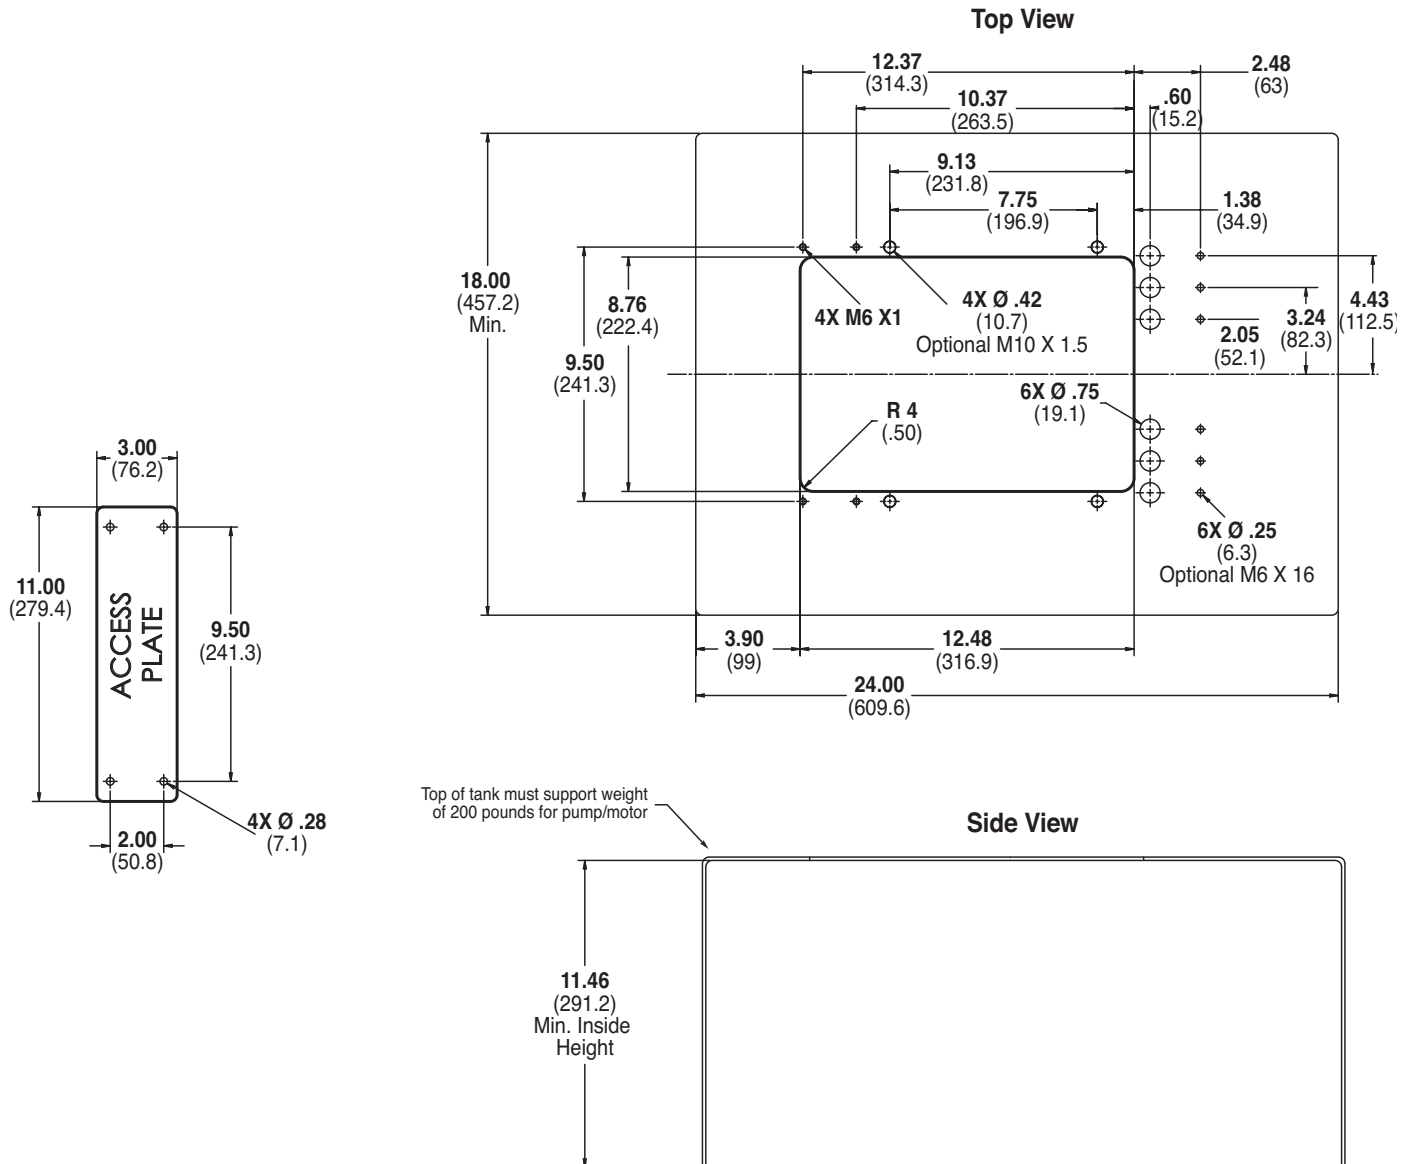 Top View
12.37
(314.3)
2.48
(63)
10.37
(263.5)
.60
(15.2)
9.13
(231.8)
7.75
(196.9)
1.38
(34.9)
18.00
(457.2)
Min.
8.76
(222.4)
4X M6 X1
4X Ø .42
(10.7)
Optional M10 X 1.5
4.43
(112.5)
3.24
(82.3)
2.05
(52.1)
9.50
(241.3)
6X Ø .75
(19.1)
R 4
(.50)
6X Ø .25
(6.3)
Optional M6 X 16
3.90
(99)
12.48
(316.9)
24.00
(609.6)
3.00
(76.2)
11.00
(279.4)
ACCESS
PLATE
9.50
(241.3)
2.00
(50.8)
4X Ø .28
(7.1)
Top of tank must support weight
of 200 pounds for pump/motor
Side View
11.46
(291.2)
Min. Inside
Height